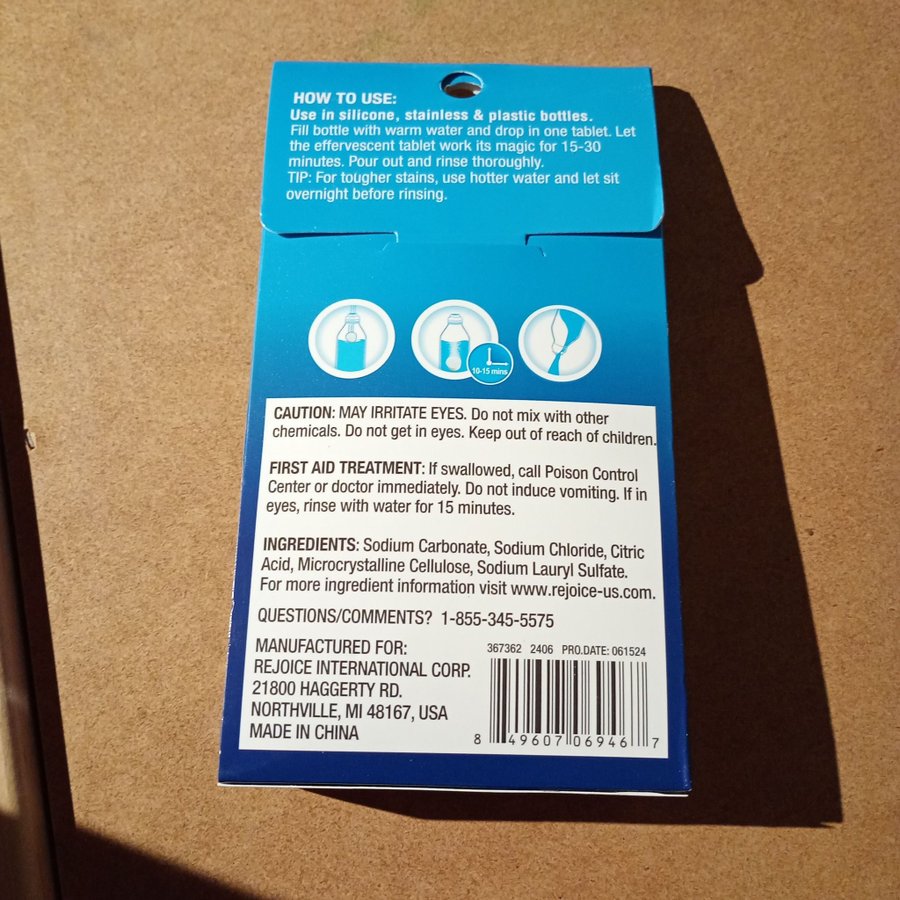 HOW TO USE:
Use in silicone, stainless & plastic bottles.
Fill bottle with warm water and drop in one tablet. Let
the effervescent tablet work its magic for 15-30
minutes. Pour out and rinse thoroughly.
TIP: For tougher stains, use hotter water and let sit
overnight before rinsing.
10-15 mins
CAUTION: MAY IRRITATE EYES. Do not mix with other
chemicals. Do not get in eyes. Keep out of reach of children.
FIRST AID TREATMENT: If swallowed, call Poison Control
Center or doctor immediately. Do not induce vomiting. If in
eyes, rinse with water for 15 minutes.
INGREDIENTS: Sodium Carbonate, Sodium Chloride, Citric
Acid, Microcrystalline Cellulose, Sodium Lauryl Sulfate.
For more ingredient information visit www.rejoice-us.com.
QUESTIONS/COMMENTS? 1-855-345-5575
MANUFACTURED FOR:
REJOICE INTERNATIONAL CORP.
21800 HAGGERTY RD.
NORTHVILLE, MI 48167, USA
MADE IN CHINA
367362 2406 PRO.DATE: 061524
8 49607 06946 7